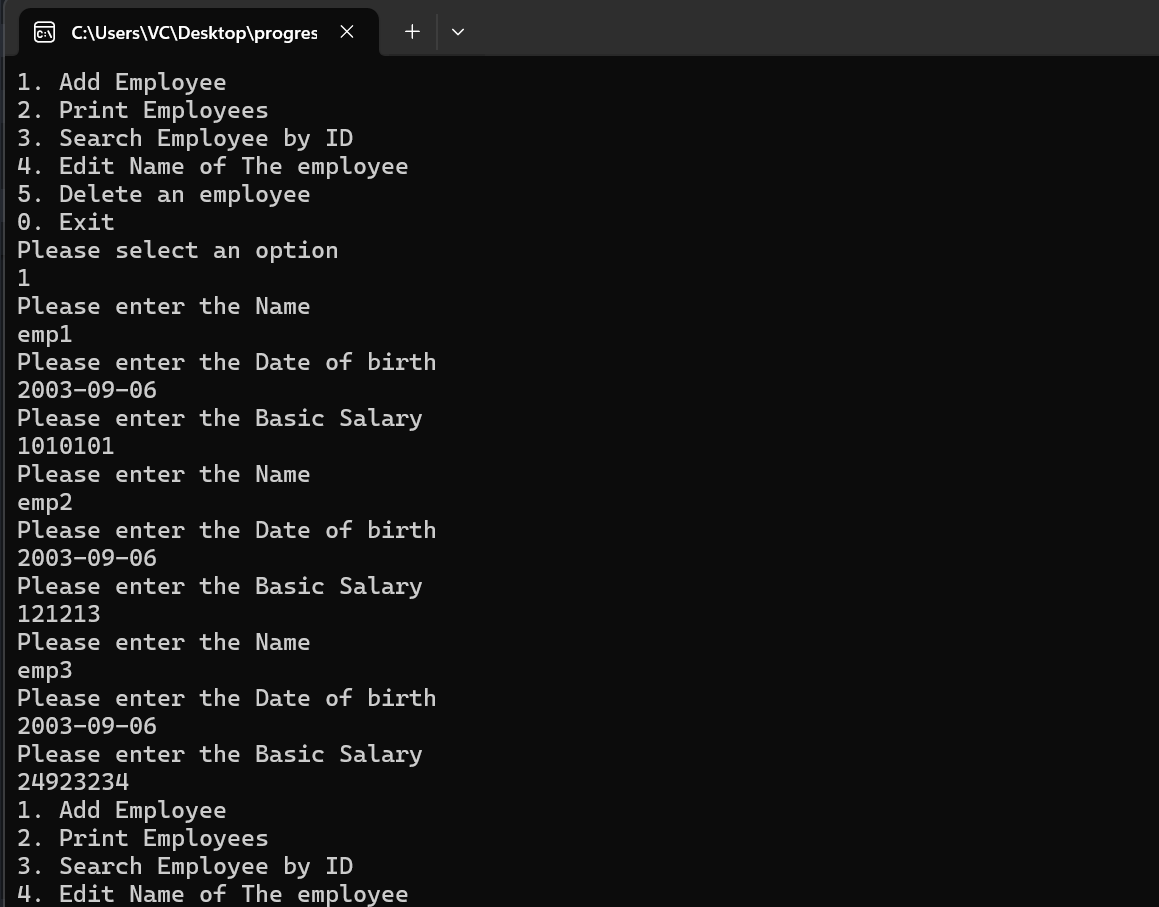 C:\Users\VC\Desktop\progres
1. Add Employee
2. Print Employees
3. Search Employee by ID
4. Edit Name of The employee
5. Delete an employee
0. Exit
Please select an option
1
Please enter the Name
emp1
Please enter the Date of birth
2003-09-06
Please enter the Basic Salary
1010101
Please enter the Name
emp2
Please enter the Date of birth
2003-09-06
Please enter the Basic Salary
121213
Please enter the Name
emp3
Please enter the Date of birth
2003-09-06
Please enter the Basic Salary
24923234
1. Add Employee
2. Print Employees
3. Search Employee by ID
4. Edit Name of The employee